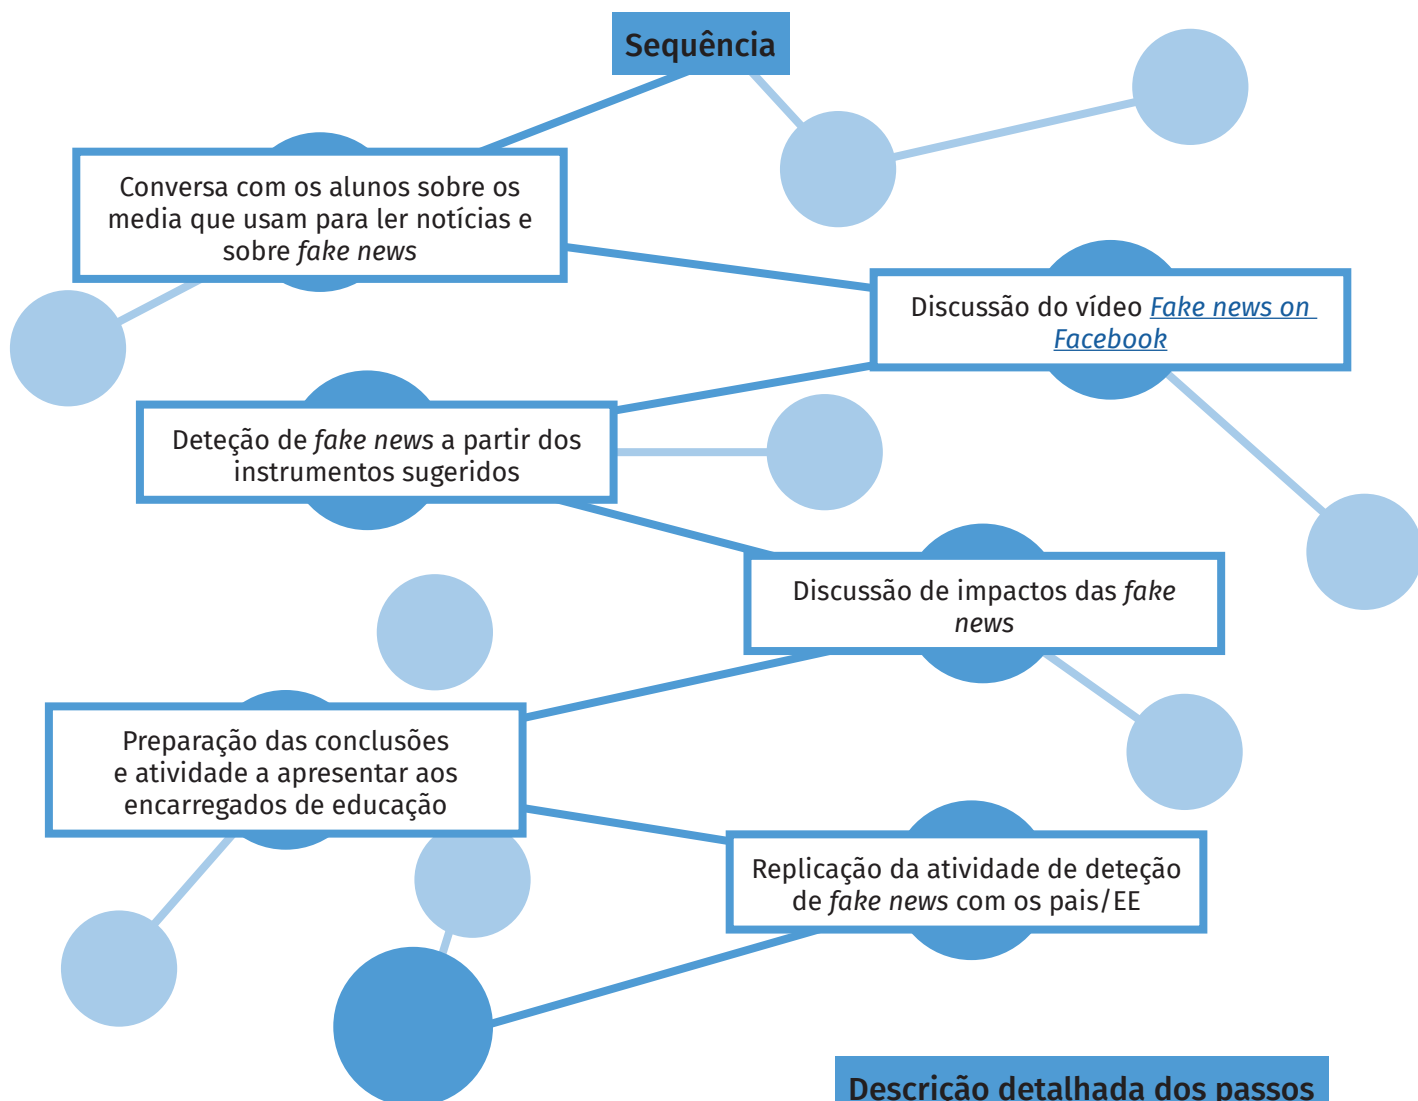 Sequência
Conversa com os alunos sobre os
media que usam para ler notícias e
sobre fake news
Discussão do vídeo Fake news on
Facebook
Deteção de fake news a partir dos
instrumentos sugeridos
Discussão de impactos das fake
news
Preparação das conclusões
e atividade a apresentar aos
encarregados de educação
Replicação da atividade de deteção
de fake news com os pais/EE
Descrição detalhada dos passos